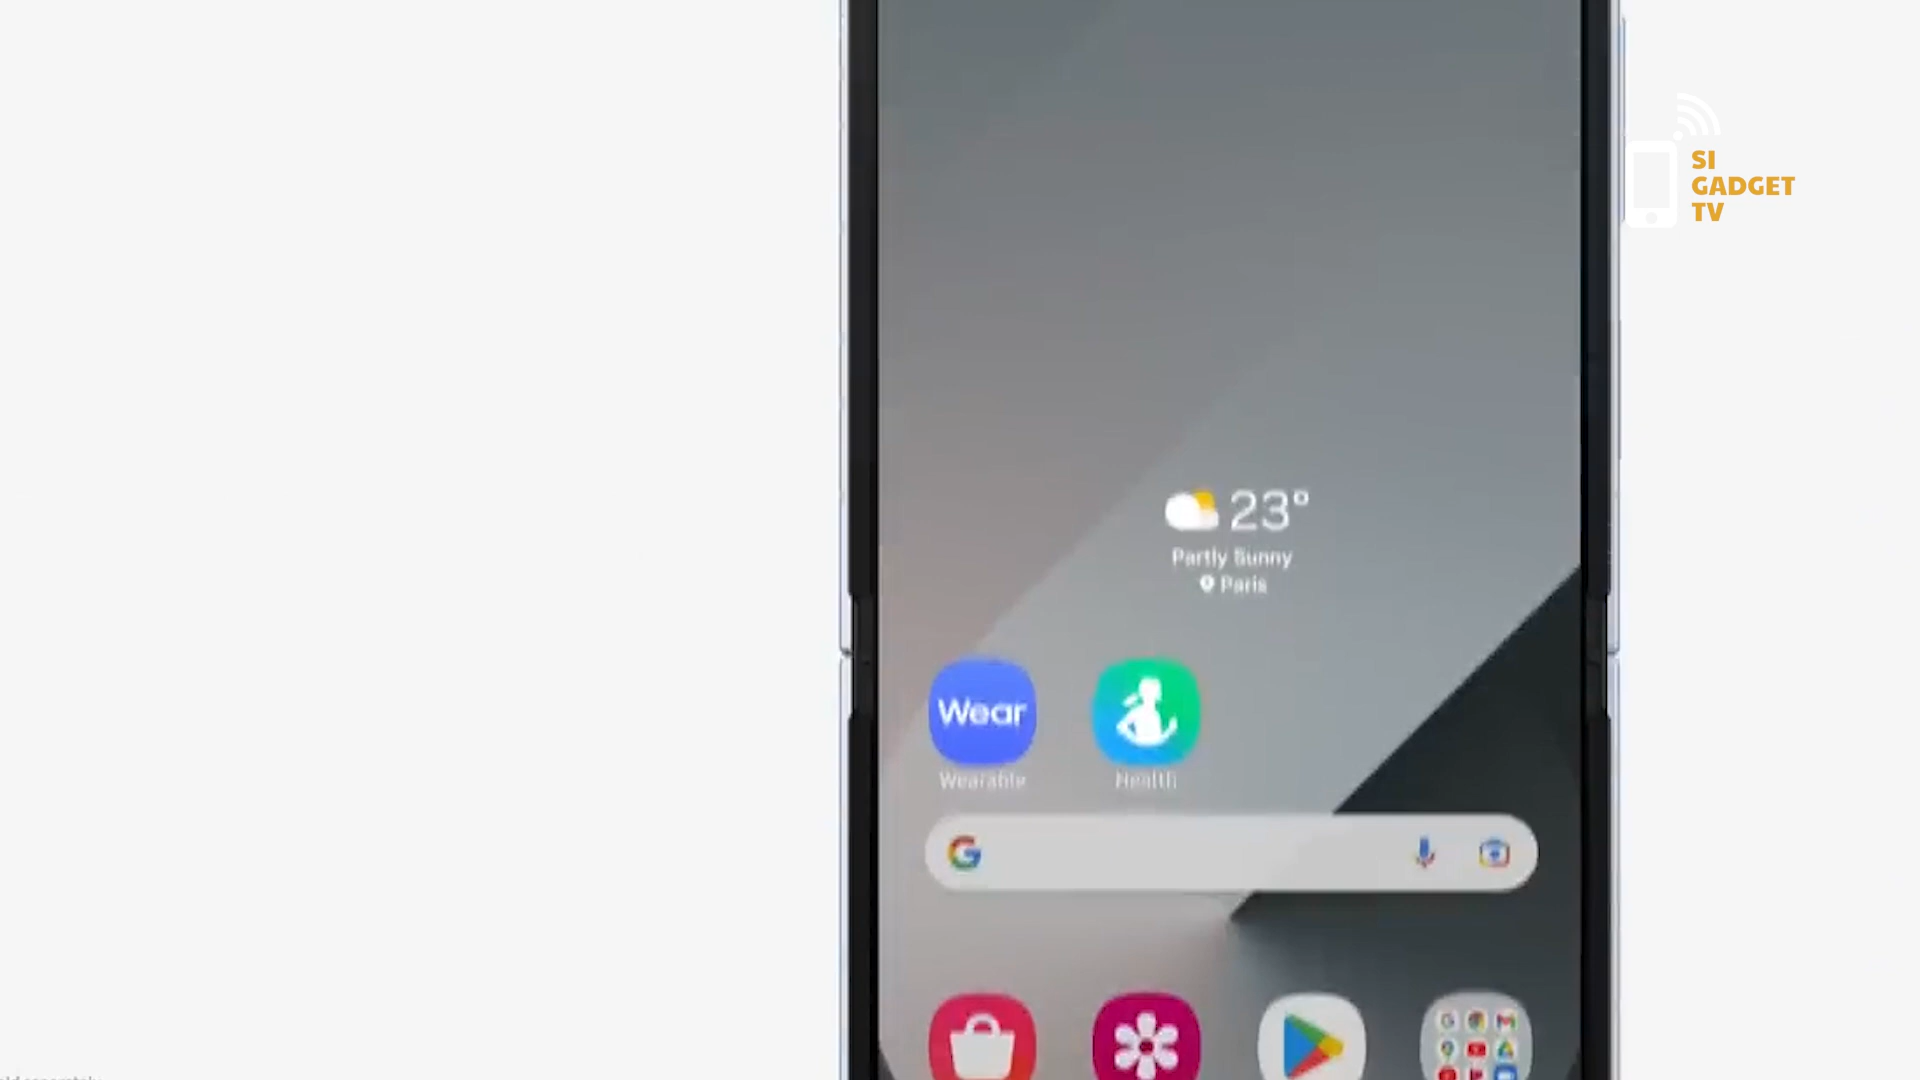 SI
GADGET
TV
23°
Partly Sunny
Paris
Wear
Wearable
Health